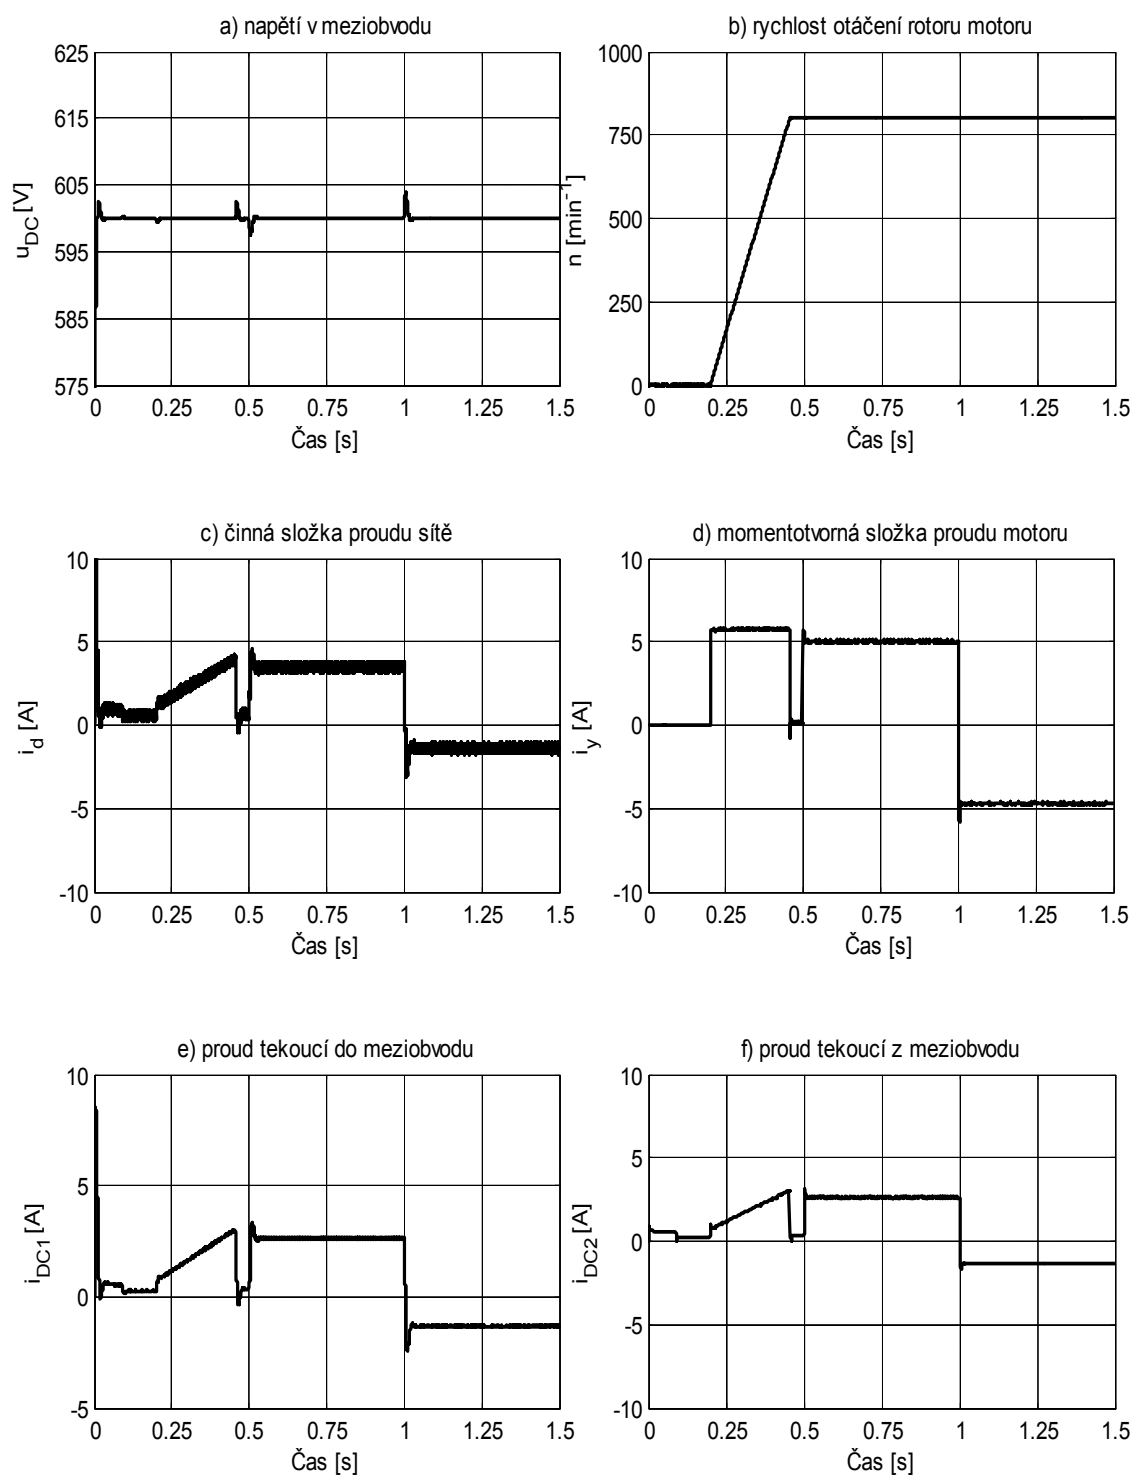 a) napětí v meziobvodu
625
615
605
595
585
575
u_DC [V]
0 0.25 0.5 0.75 1 1.25 1.5
Čas [s]
b) rychlost otáčení rotoru motoru
1000
750
500
250
0
n [min^-1]
0 0.25 0.5 0.75 1 1.25 1.5
Čas [s]
c) činná složka proudu sítě
10
5
0
-5
-10
i_d [A]
0 0.25 0.5 0.75 1 1.25 1.5
Čas [s]
d) momentotvorná složka proudu motoru
10
5
0
-5
-10
i_y [A]
0 0.25 0.5 0.75 1 1.25 1.5
Čas [s]
e) proud tekoucí do meziobvodu
10
5
0
-5
i_DC1 [A]
0 0.25 0.5 0.75 1 1.25 1.5
Čas [s]
f) proud tekoucí z meziobvodu
10
5
0
-5
-10
i_DC2 [A]
0 0.25 0.5 0.75 1 1.25 1.5
Čas [s]